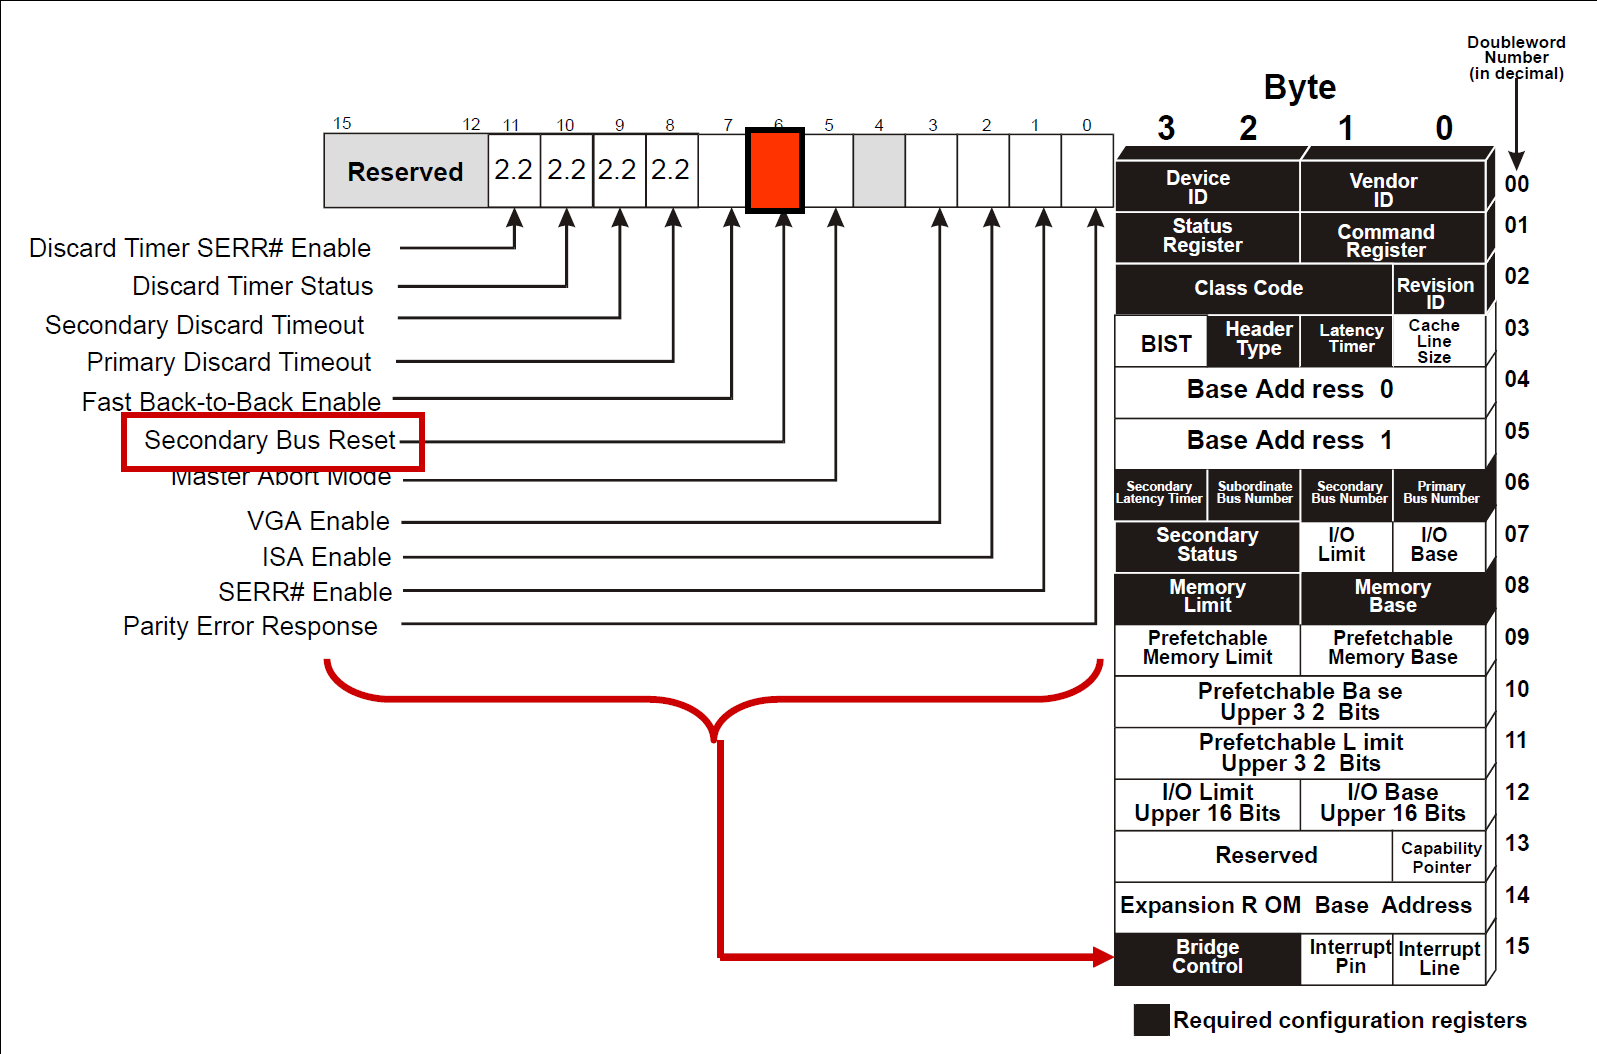 Doubleword
Number
(in decimal)
Byte
3 2 1 0
15 12 11 10 9 8 7 6 5 4 3 2 1 0
Reserved 2.2 2.2 2.2 2.2
Discard Timer SERR# Enable
Discard Timer Status
Secondary Discard Timeout
Primary Discard Timeout
Fast Back-to-Back Enable
Secondary Bus Reset
Master Abort Mode
VGA Enable
ISA Enable
SERR# Enable
Parity Error Response
Device
ID
Vendor
ID
00
Status
Register
Command
Register
01
Class Code
Revision
ID
02
BIST
Header
Type
Latency
Timer
Cache
Line
Size
03
Base Add ress 0
04
Base Add ress 1
05
Secondary
Latency Timer
Subordinate
Bus Number
Secondary
Bus Number
Primary
Bus Number
06
Secondary
Status
I/O
Limit
I/O
Base
07
Memory
Limit
Memory
Base
08
Prefetchable
Memory Limit
Prefetchable
Memory Base
09
Prefetchable Ba se
Upper 3 2 Bits
10
Prefetchable L imit
Upper 3 2 Bits
11
I/O Limit
Upper 16 Bits
I/O Base
Upper 16 Bits
12
Reserved
Capability
Pointer
13
Expansion R OM Base Address
14
Bridge
Control
Interrupt
Pin
Interrupt
Line
15
Required configuration registers